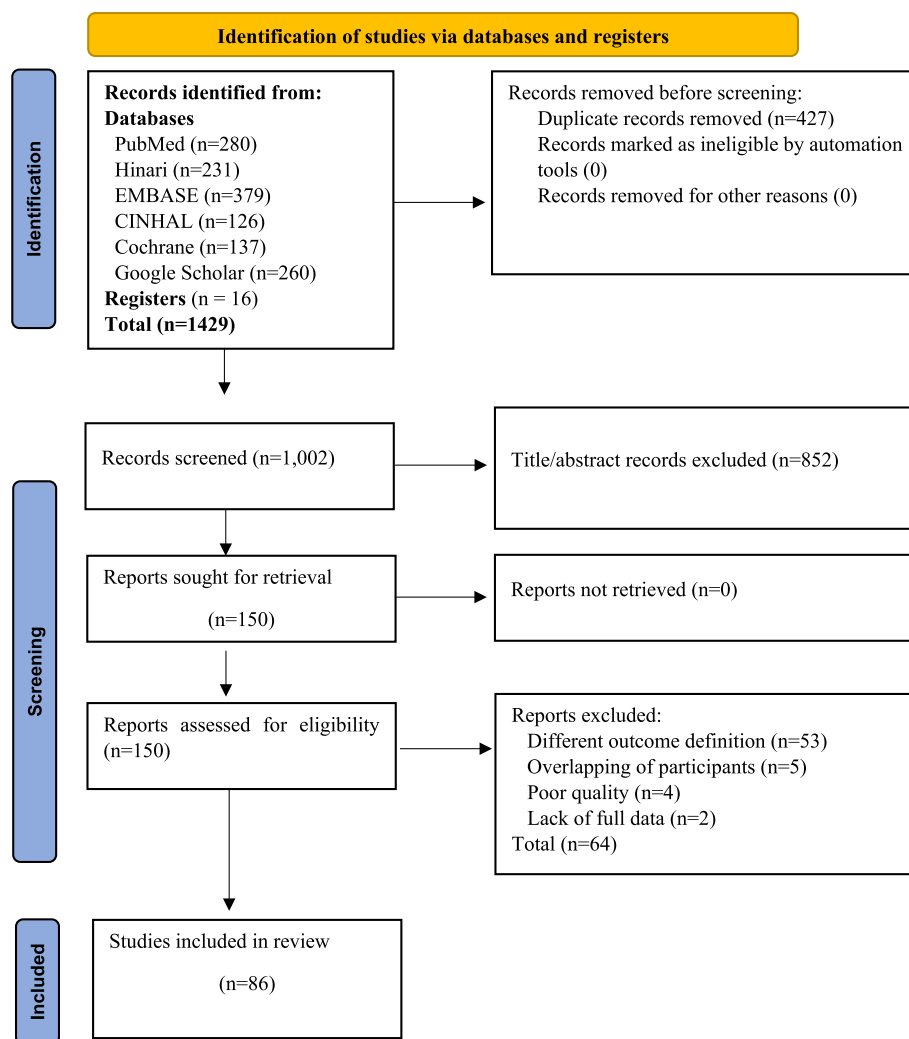 Identification of studies via databases and registers
Identification
Records identified from:
Databases
PubMed (n=280)
Hinari (n=231)
EMBASE (n=379)
CINHAL (n=126)
Cochrane (n=137)
Google Scholar (n=260)
Registers (n = 16)
Total (n=1429)
Records removed before screening:
Duplicate records removed (n=427)
Records marked as ineligible by automation
tools (0)
Records removed for other reasons (0)
Screening
Records screened (n=1,002)
Title/abstract records excluded (n=852)
Reports sought for retrieval
(n=150)
Reports not retrieved (n=0)
Reports assessed for eligibility
(n=150)
Reports excluded:
Different outcome definition (n=53)
Overlapping of participants (n=5)
Poor quality (n=4)
Lack of full data (n=2)
Total (n=64)
Included
Studies included in review
(n=86)